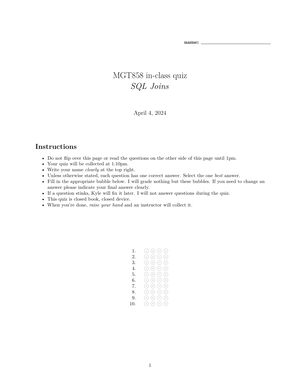 NAME:
MGT858 in-class quiz
SQL Joins
April 4, 2024
Instructions
• Do not flip over this page or read the questions on the other side of this page until 1pm.
• Your quiz will be collected at 1:10pm.
• Write your name clearly at the top right.
• Unless otherwise stated, each question has one correct answer. Select the one best answer.
• Fill in the appropriate bubble below. I will grade nothing but these bubbles. If you need to change an
answer please indicate your final answer clearly.
• If a question stinks, Kyle will fix it later. I will not answer questions during the quiz.
• This quiz is closed book, closed device.
• When you're done, raise your hand and an instructor will collect it.
1.
2.
3.
4.
5.
6.
7.
8.
9.
10.
1